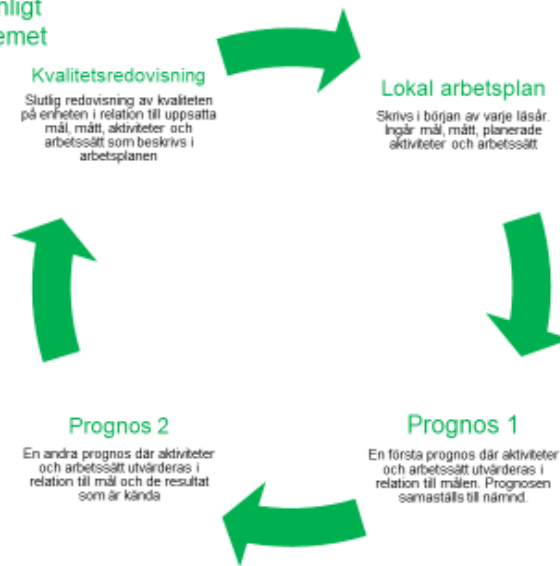 nligt
emet
Kvalitetsredovisning
Slutlig redovisning av kvaliteten
på enheten i relation till uppsatta
mål, mått, aktiviteter och
arbetssätt som beskrivs i
arbetsplanen
Lokal arbetsplan
Skrivs i början av varje läsår.
Ingår mål, mått, planerade
aktiviteter och arbetssätt
Prognos 1
En första prognos där aktiviteter
och arbetssätt utvärderas i
relation till målen. Prognosen
samaställs till nämnd.
Prognos 2
En andra prognos där aktiviteter
och arbetssätt utvärderas i
relation till mål och de resultat
som är kända